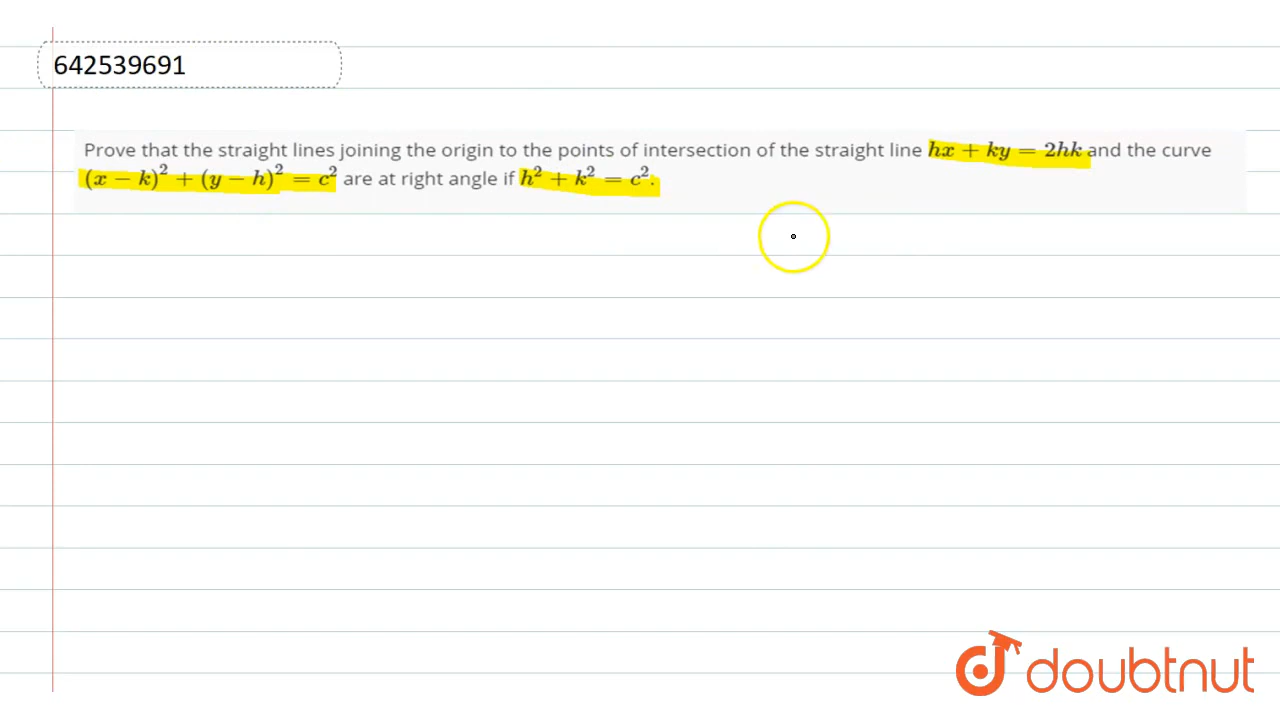 642539691
Prove that the straight lines joining the origin to the points of intersection of the straight line hx + ky = 2hk and the curve
(x − k)² + (y − h)² = c² are at right angle if h² + k² = c².
doubtnut